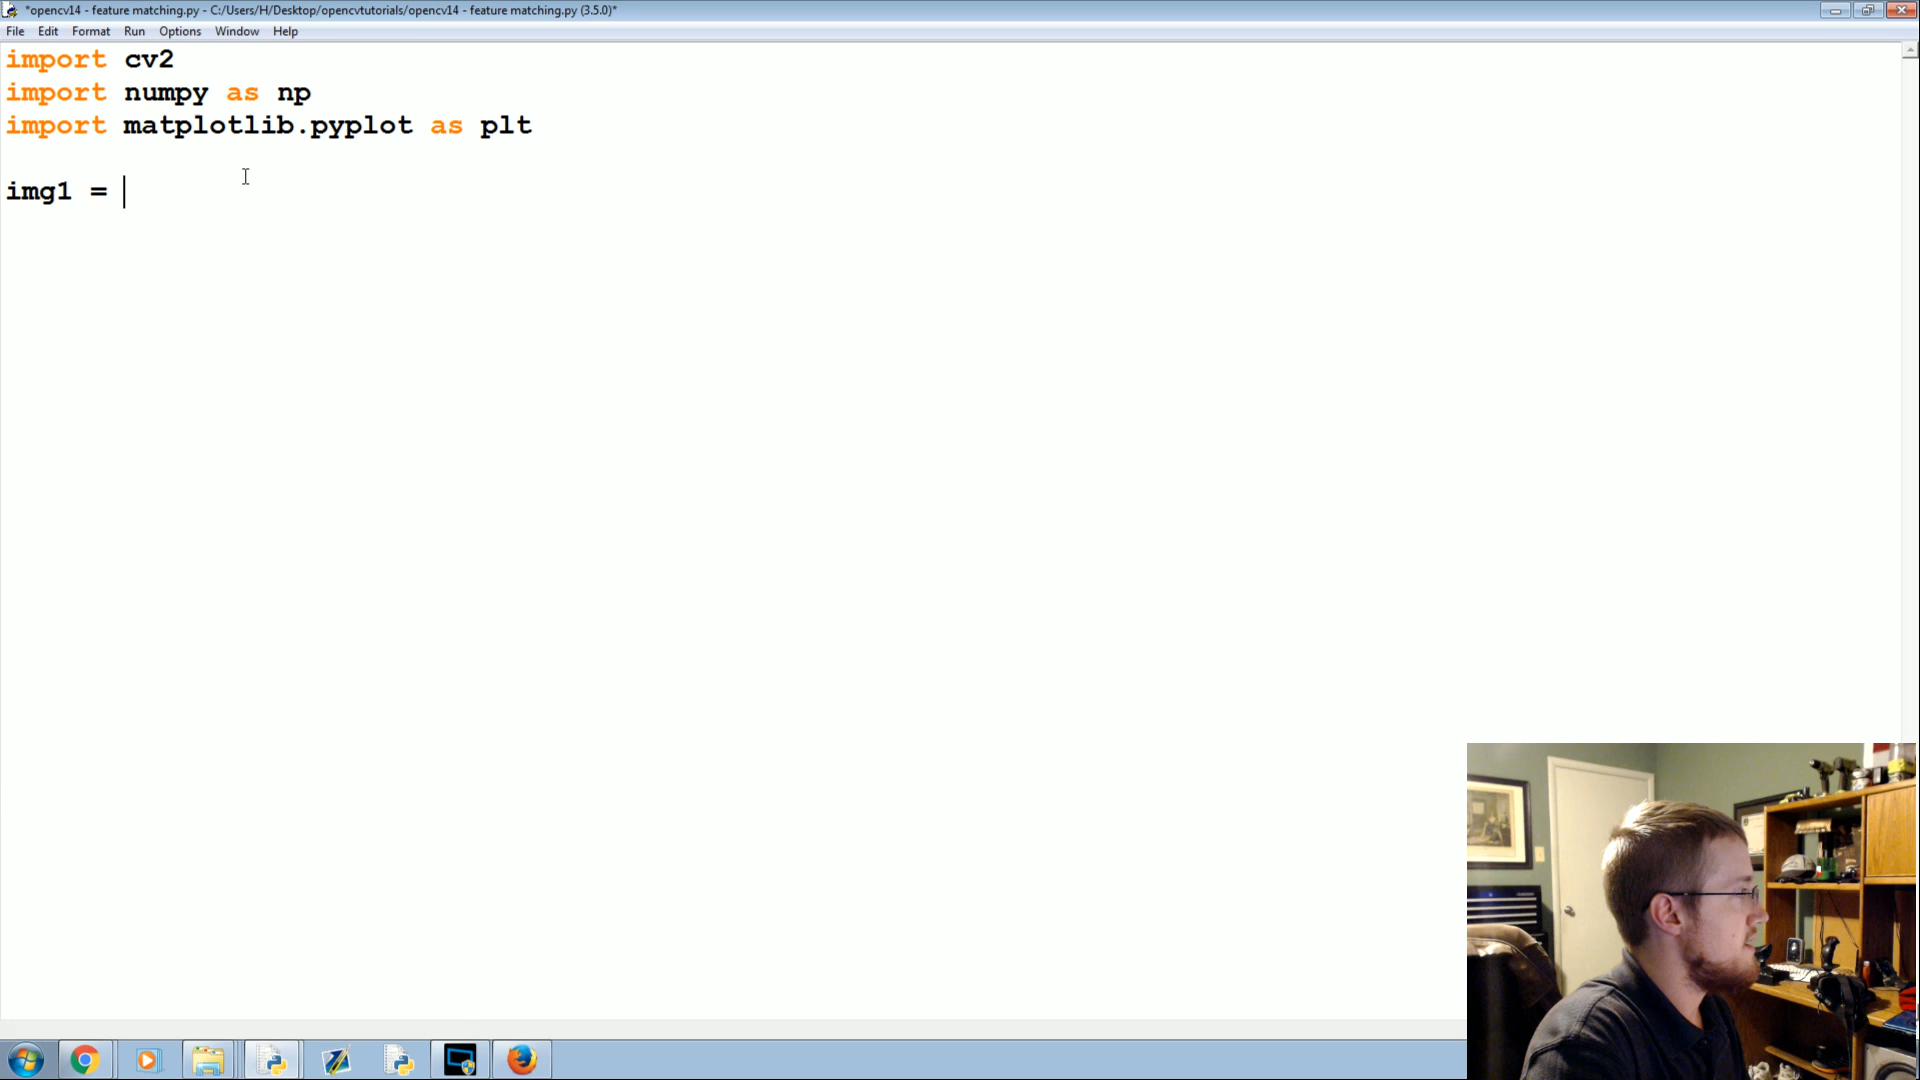 *opencv14 - feature matching.py - C:/Users/H/Desktop/opencvtutorials/opencv14 - feature matching.py (3.5.0)*
File Edit Format Run Options Window Help
import cv2
import numpy as np
import matplotlib.pyplot as plt
img1 =